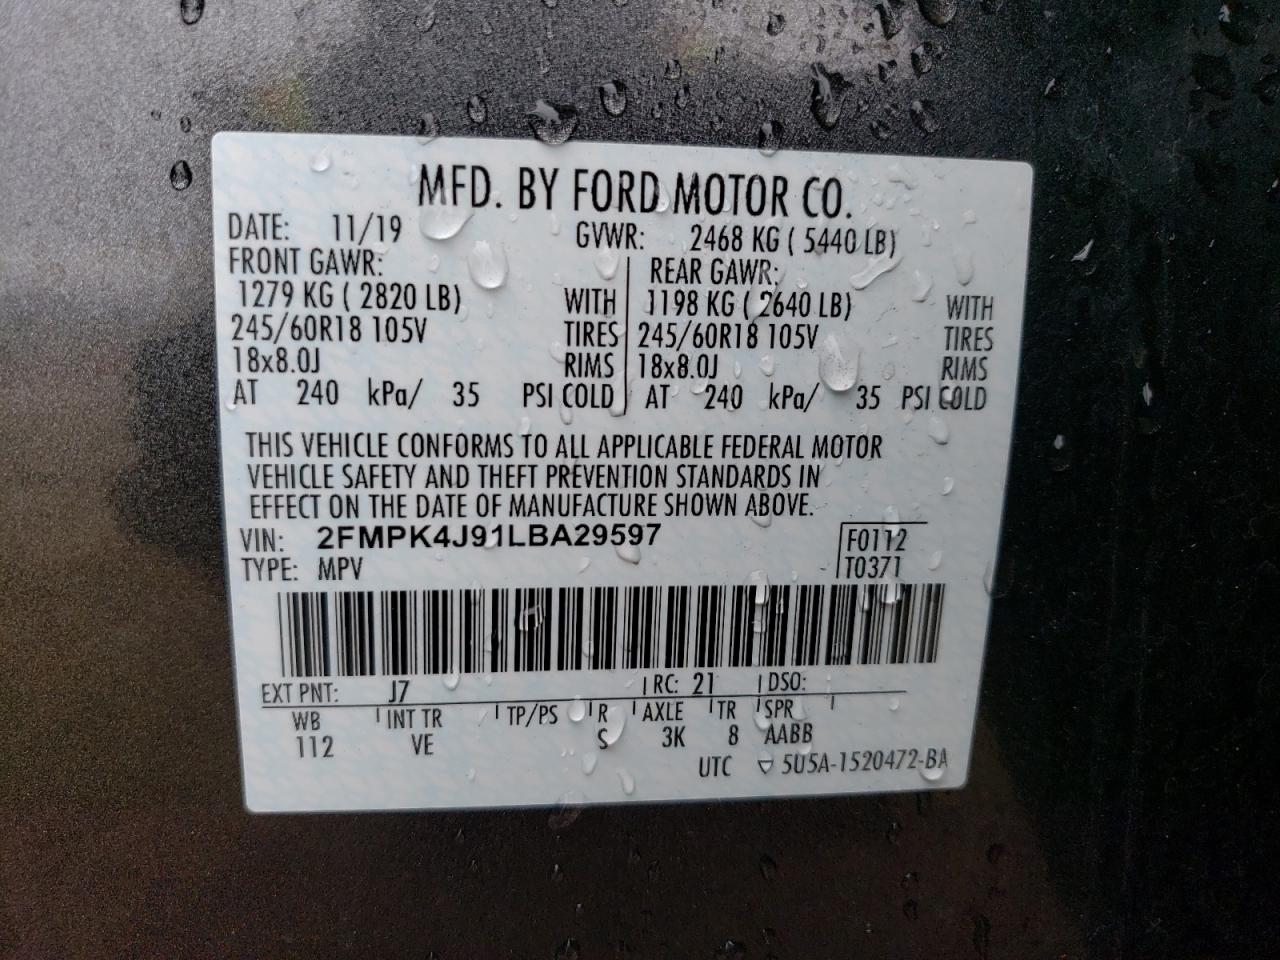 MFD. BY FORD MOTOR CO.
DATE: 11/19 GVWR: 2468 KG ( 5440 LB)
FRONT GAWR: REAR GAWR:
1279 KG ( 2820 LB) WITH 1198 KG ( 2640 LB) WITH
245/60R18 105V TIRES 245/60R18 105V TIRES
18x8.0J RIMS 18x8.0J RIMS
AT 240 kPa/ 35 PSI COLD AT 240 kPa/ 35 PSI COLD
THIS VEHICLE CONFORMS TO ALL APPLICABLE FEDERAL MOTOR
VEHICLE SAFETY AND THEFT PREVENTION STANDARDS IN
EFFECT ON THE DATE OF MANUFACTURE SHOWN ABOVE.
VIN: 2FMPK4J91LBA29597 F0112
TYPE: MPV T0371
EXT PNT: J7 RC: 21 DSO:
WB INT TR TP/PS R AXLE TR SPR
112 VE S 3K 8 AABB
UTC ▽ 5U5A-1520472-BA